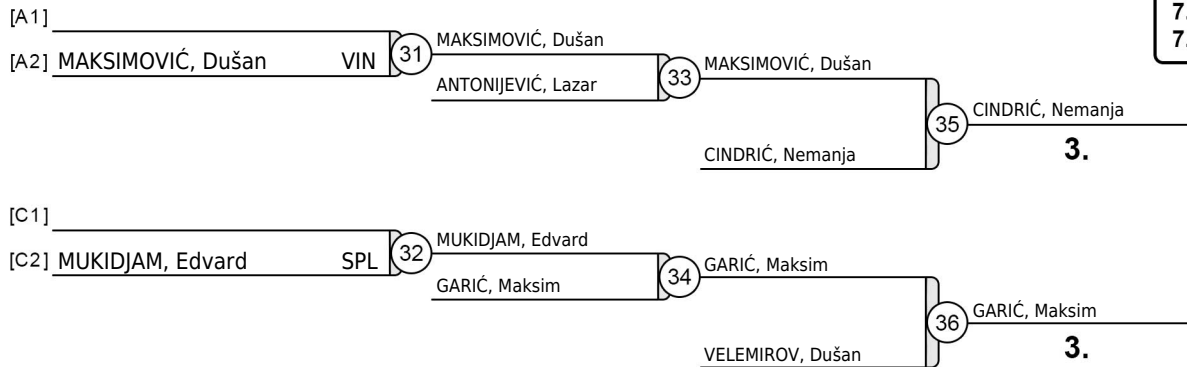 [A1]
[A2] MAKSIMOVIĆ, Dušan VIN
31
MAKSIMOVIĆ, Dušan
ANTONIJEVIĆ, Lazar
33
MAKSIMOVIĆ, Dušan
CINDRIĆ, Nemanja
35
CINDRIĆ, Nemanja
3.
7.
7.
[C1]
[C2] MUKIDJAM, Edvard SPL
32
MUKIDJAM, Edvard
GARIĆ, Maksim
34
GARIĆ, Maksim
VELEMIROV, Dušan
36
GARIĆ, Maksim
3.